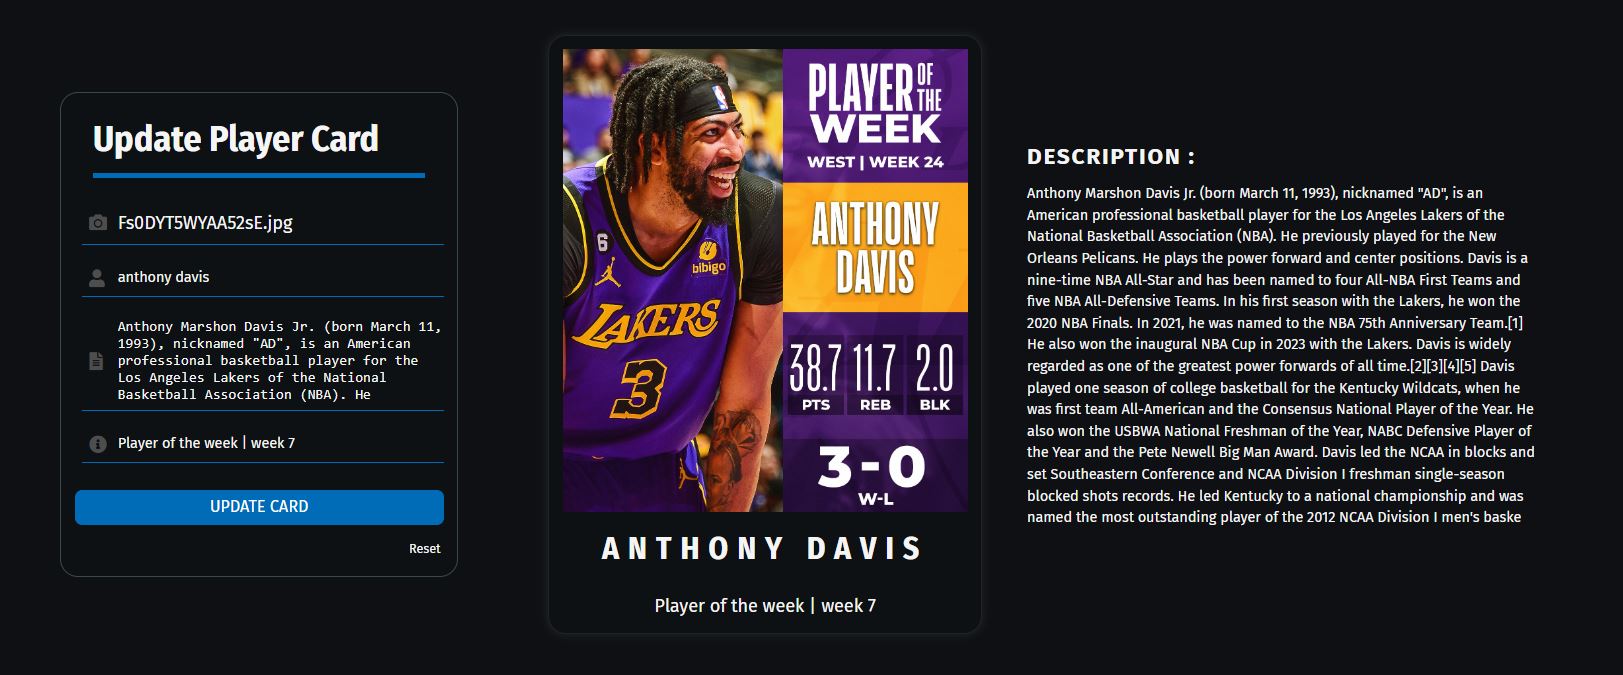 Update Player Card
Fs0DYT5WYAA52sE.jpg
anthony davis
Anthony Marshon Davis Jr. (born March 11,
1993), nicknamed "AD", is an American
professional basketball player for the
Los Angeles Lakers of the National
Basketball Association (NBA). He
Player of the week | week 7
UPDATE CARD
Reset
6
bibigo
LAKERS
3
PLAYER OF THE
WEEK
WEST | WEEK 24
ANTHONY
DAVIS
38.7 11.7 2.0
PTS REB BLK
3-0
W-L
ANTHONY DAVIS
Player of the week | week 7
DESCRIPTION :
Anthony Marshon Davis Jr. (born March 11, 1993), nicknamed "AD", is an
American professional basketball player for the Los Angeles Lakers of the
National Basketball Association (NBA). He previously played for the New
Orleans Pelicans. He plays the power forward and center positions. Davis is a
nine-time NBA All-Star and has been named to four All-NBA First Teams and
five NBA All-Defensive Teams. In his first season with the Lakers, he won the
2020 NBA Finals. In 2021, he was named to the NBA 75th Anniversary Team.[1]
He also won the inaugural NBA Cup in 2023 with the Lakers. Davis is widely
regarded as one of the greatest power forwards of all time.[2][3][4][5] Davis
played one season of college basketball for the Kentucky Wildcats, when he
was first team All-American and the Consensus National Player of the Year. He
also won the USBWA National Freshman of the Year, NABC Defensive Player of
the Year and the Pete Newell Big Man Award. Davis led the NCAA in blocks and
set Southeastern Conference and NCAA Division I freshman single-season
blocked shots records. He led Kentucky to a national championship and was
named the most outstanding player of the 2012 NCAA Division I men's baske